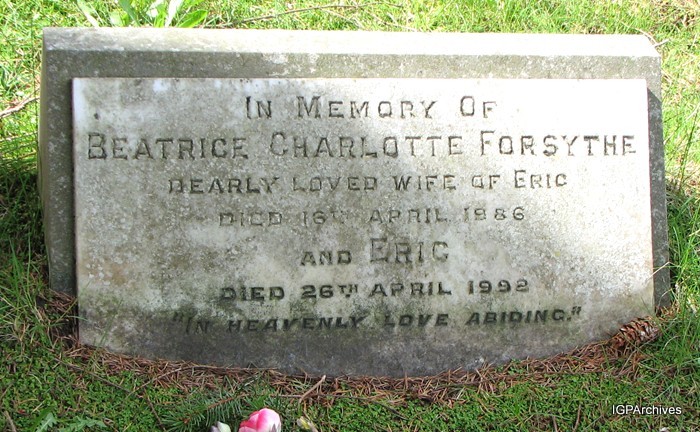 In Memory Of
Beatrice Charlotte Forsythe
dearly loved wife of Eric
died 16th April 1986
and Eric
died 26th April 1992
"In heavenly love abiding."
IGPArchives